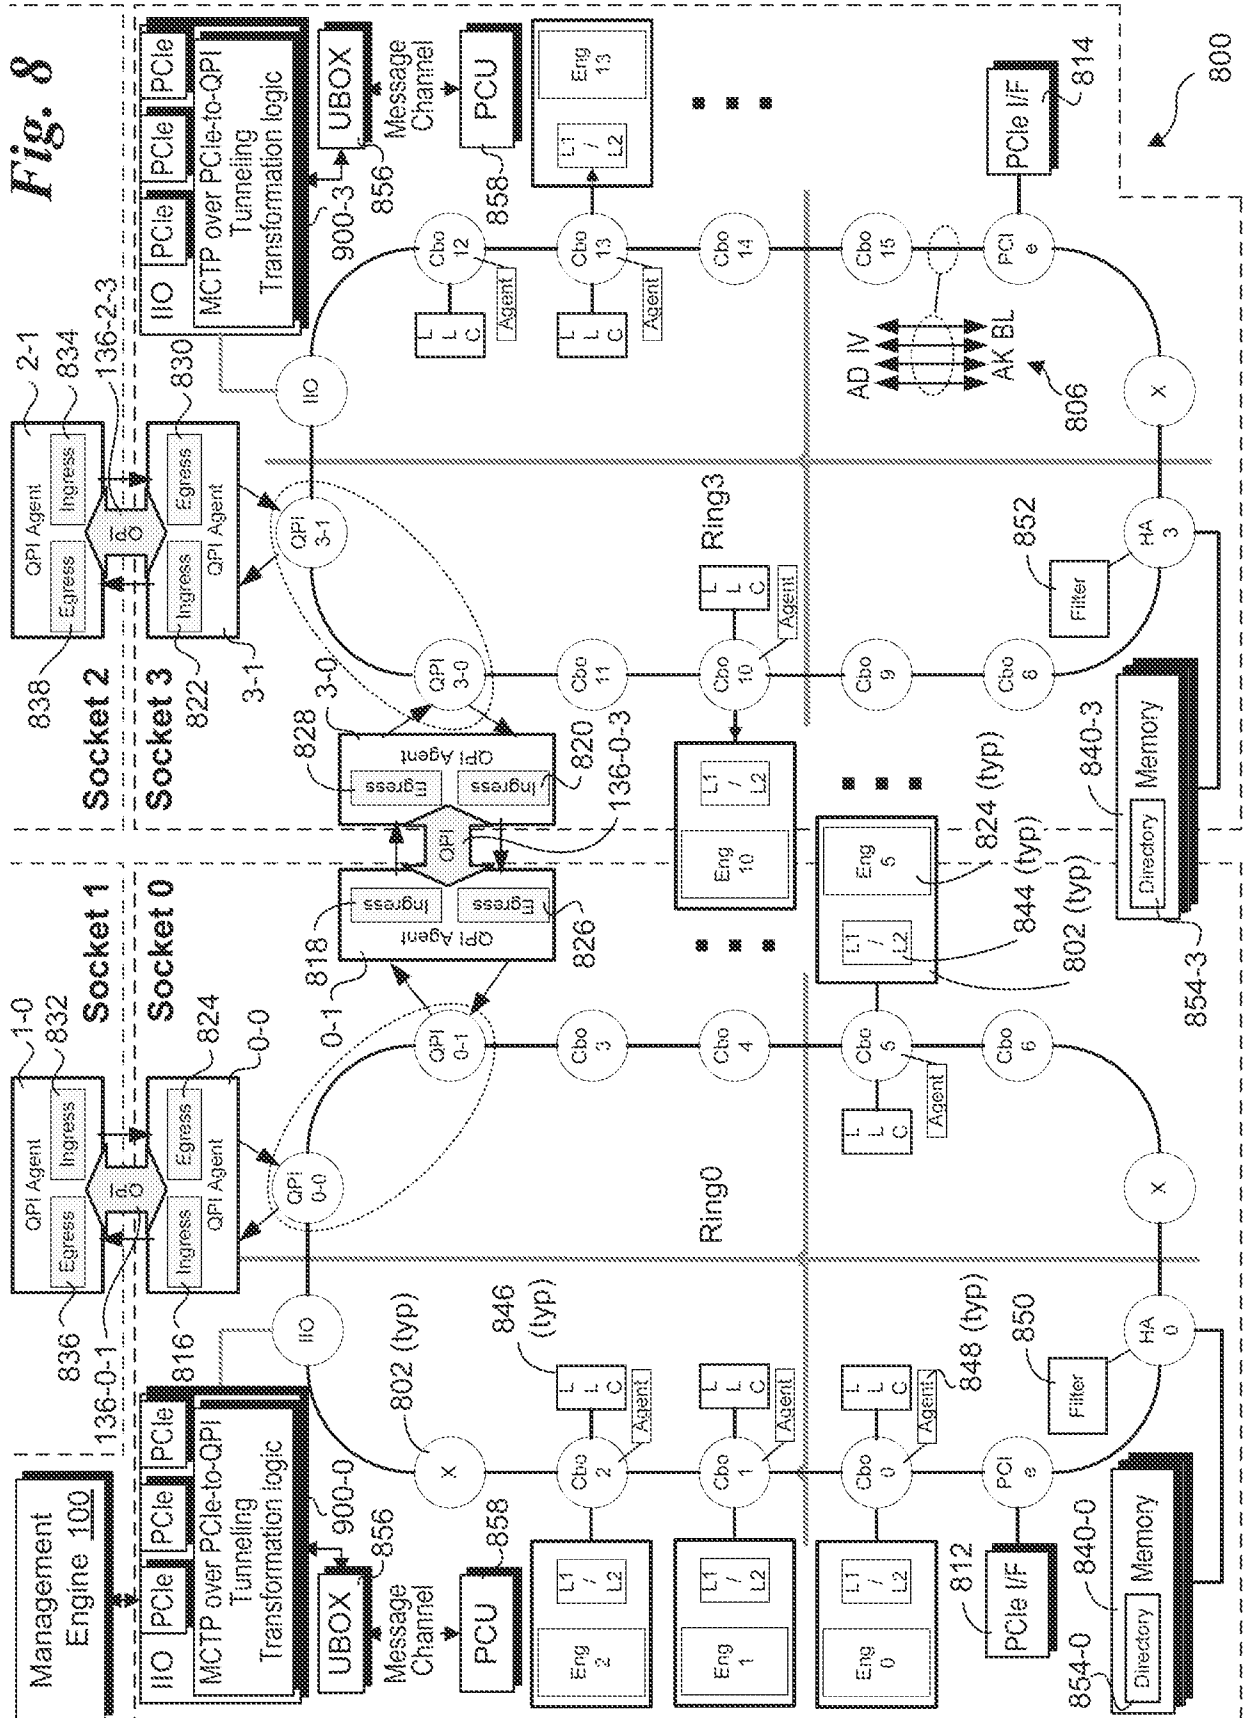 Fig. 8
Management
Engine 100
IIO
PCIe
PCIe
PCIe
MCTP over PCIe-to-QPI
Tunneling
Transformation logic
900-0
UBOX
856
Message
Channel
PCU
858
136-0-1
836
816
1-0
832
QPI Agent
Egress
Ingress
QPI
Ingress
Egress
QPI Agent
824
0-0
Socket 1
Socket 0
Socket 2
Socket 3
838
822
3-1
2-1
834
QPI Agent
Egress
Ingress
QPI
136-2-3
Ingress
Egress
QPI Agent
830
IIO
PCIe
PCIe
PCIe
MCTP over PCIe-to-QPI
Tunneling
Transformation logic
900-3
UBOX
856
Message
Channel
PCU
858
IIO
QPI
0-0
QPI
3-1
IIO
802 (typ)
X
QPI
0-1
0-1
818
QPI Agent
Ingress
Egress
826
QPI
136-0-3
828
3-0
QPI Agent
Egress
Ingress
820
QPI
3-0
Cbo
12
L
L
C
Agent
Eng
2
L1
/
L2
Cbo
2
L
L
C
Agent
846
(typ)
Cbo
3
Cbo
11
L
L
C
Cbo
13
Agent
L1
/
L2
Eng
13
Eng
1
L1
/
L2
Cbo
1
L
L
C
Agent
Ring0
Cbo
4
Eng
10
L1
/
L2
Cbo
10
L
L
C
Agent
Ring3
Cbo
14
Eng
0
L1
/
L2
Cbo
0
L
L
C
Agent
848 (typ)
L
L
C
Cbo
5
Agent
L1
/
L2
Eng
5
824 (typ)
844 (typ)
802 (typ)
Cbo
9
AD IV
AK BL
806
Cbo
15
812
PCIe I/F
PCI
e
850
Filter
Cbo
6
Cbo
8
852
Filter
PCI
e
PCIe I/F
814
854-0
840-0
Directory
Memory
HA
0
X
854-3
840-3
Directory
Memory
HA
3
X
800